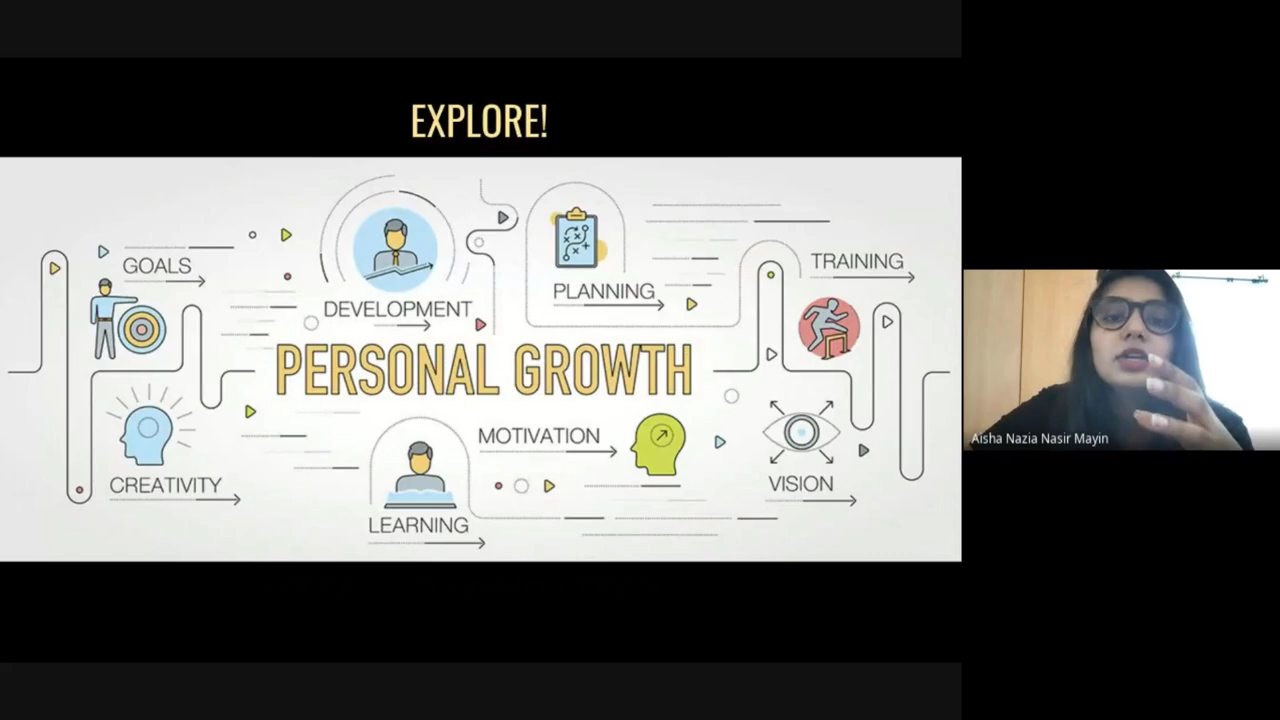 EXPLORE!
GOALS
DEVELOPMENT
PLANNING
TRAINING
PERSONAL GROWTH
CREATIVITY
LEARNING
MOTIVATION
VISION
Aisha Nazia Nasir Mayin